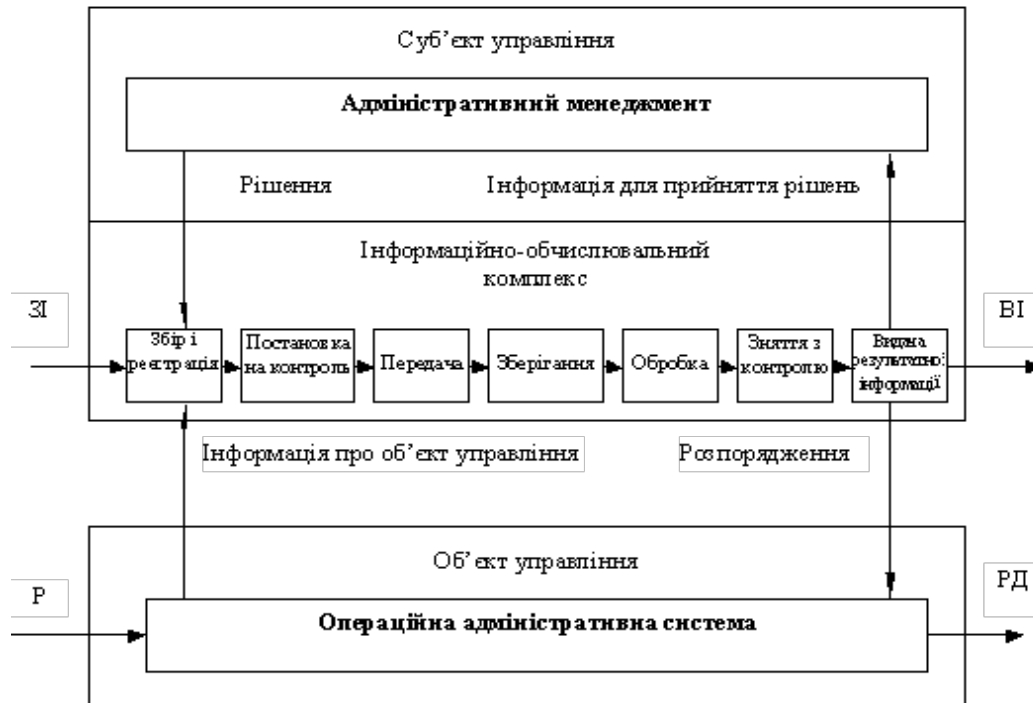 Суб’єкт управління
Адміністративний менеджмент
Рішення
Інформація для прийняття рішень
Інформаційно-обчислювальний
комплекс
ЗІ
ВІ
Збір і
реєстрація
Постановка
на контроль
Передача
Зберігання
Обробка
Зняття з
контролю
Видача
результатної
інформації
Інформація про об’єкт управління
Розпорядження
Об’єкт управління
Р
РД
Операційна адміністративна система